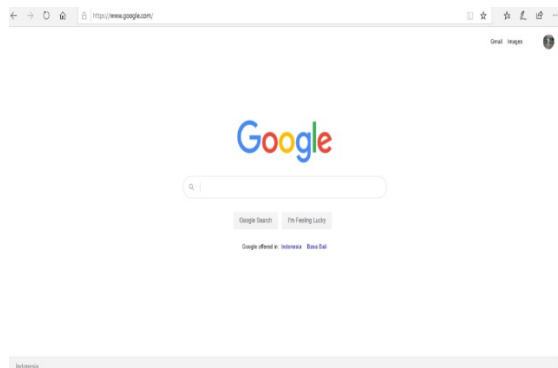 https://www.google.com/
Gmail Images
Google
Google Search I'm Feeling Lucky
Google offered in: Indonesia Basa Bali
Indonesia